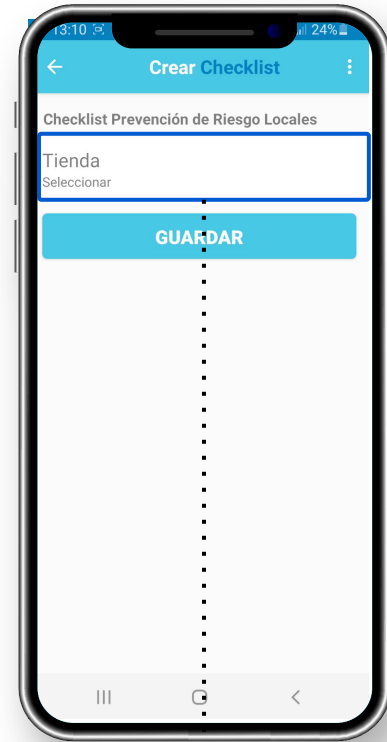 13:10 24%
Crear Checklist
Checklist Prevención de Riesgo Locales
Tienda
Seleccionar
GUARDAR